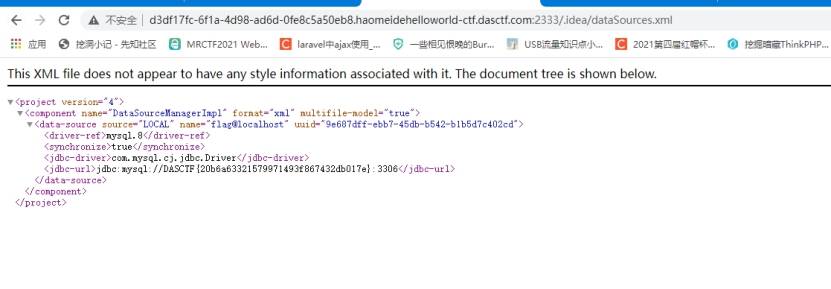 不安全 | d3df17fc-6f1a-4d98-ad6d-0fe8c5a50eb8.haomeidehelloworld-ctf.dasctf.com:2333/.idea/dataSources.xml
应用 挖洞小记 - 先知社区 MRCTF2021 Web... laravel中ajax使用_... 一些相见恨晚的Bur... USB流量知识点小... 2021第四届红帽杯... 挖掘暗藏ThinkPHP...
This XML file does not appear to have any style information associated with it. The document tree is shown below.
▼<project version="4">
▼<component name="DataSourceManagerImpl" format="xml" multifile-model="true">
▼<data-source source="LOCAL" name="flag@localhost" uuid="9e687dff-ebb7-45db-b542-b1b5d7c402cd">
<driver-ref>mysql.8</driver-ref>
<synchronize>true</synchronize>
<jdbc-driver>com.mysql.cj.jdbc.Driver</jdbc-driver>
<jdbc-url>jdbc:mysql://DASCTF{20b6a63321579971493f867432db017e}:3306</jdbc-url>
</data-source>
</component>
</project>